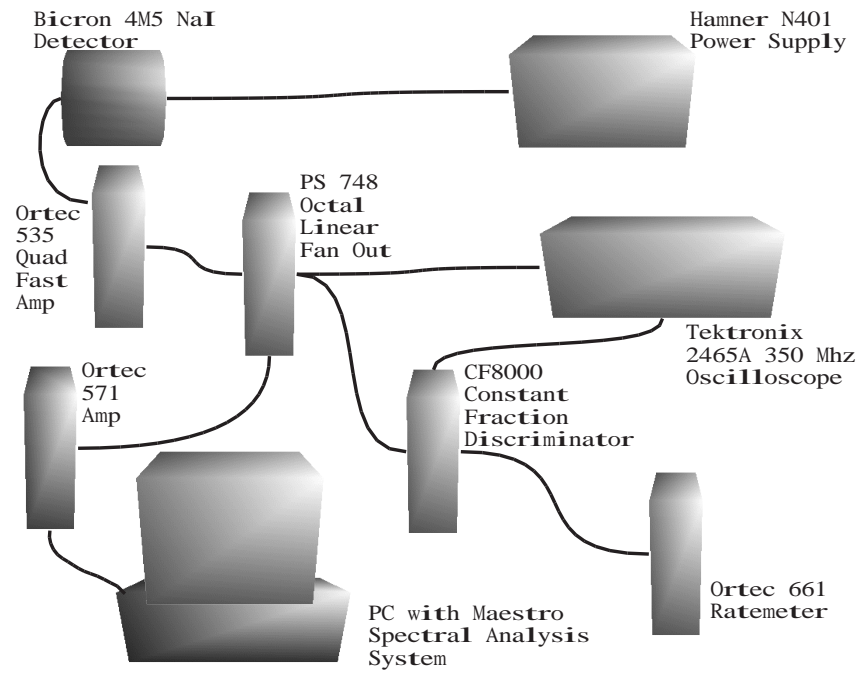 Bicron 4M5 NaI
Detector
Hamner N401
Power Supply
PS 748
Octal
Linear
Fan Out
Ortec
535
Quad
Fast
Amp
Tektronix
2465A 350 Mhz
Oscilloscope
Ortec
571
Amp
CF8000
Constant
Fraction
Discriminator
Ortec 661
Ratemeter
PC with Maestro
Spectral Analysis
System